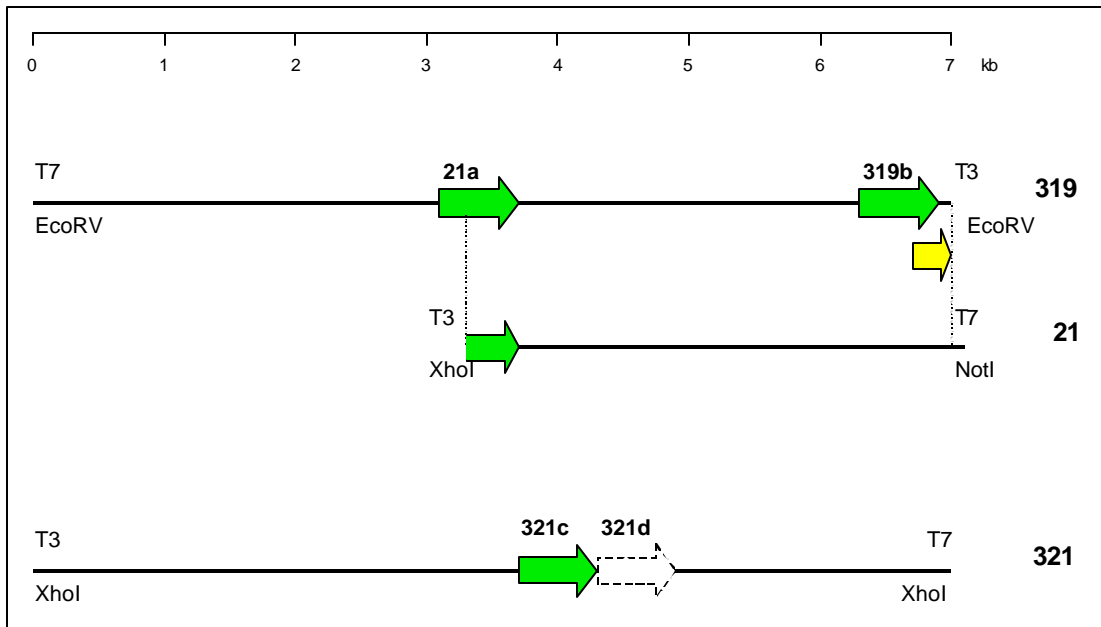 0 1 2 3 4 5 6 7 kb
T7 21a 319b T3 319
EcoRV EcoRV
T3 T7 21
XhoI NotI
321c 321d
T3 T7 321
XhoI XhoI